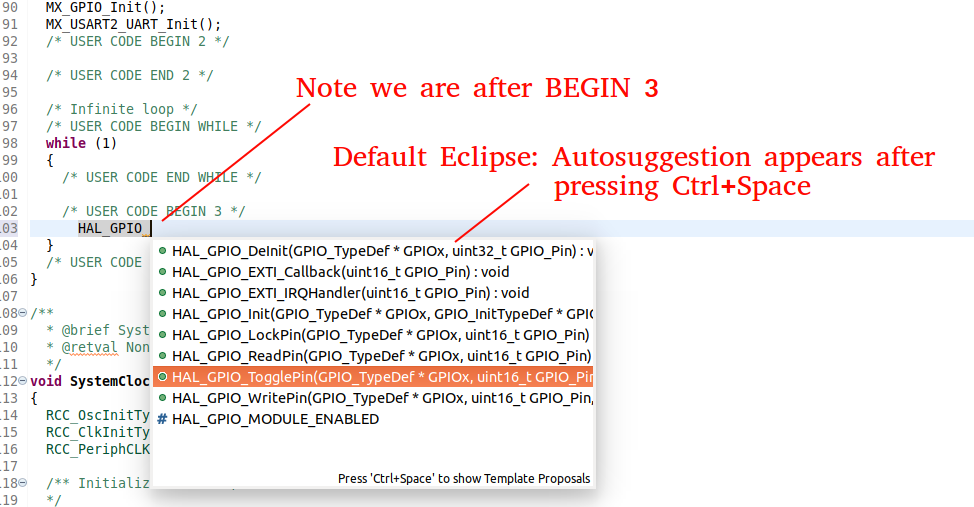 90 MX_GPIO_Init();
91 MX_USART2_UART_Init();
92 /* USER CODE BEGIN 2 */
93
94 /* USER CODE END 2 */
95
96 /* Infinite loop */
97 /* USER CODE BEGIN WHILE */
98 while (1)
99 {
00 /* USER CODE END WHILE */
01
02 /* USER CODE BEGIN 3 */
03 HAL_GPIO_
04 }
05 /* USER CODE
06 }
07
08 /**
09 * @brief Syst
10 * @retval Non
11 */
12 void SystemCloc
13 {
14 RCC_OscInitTy
15 RCC_ClkInitTy
16 RCC_PeriphCLK
17
18 /** Initializ
19 */
Note we are after BEGIN 3
Default Eclipse: Autosuggestion appears after
pressing Ctrl+Space
HAL_GPIO_DeInit(GPIO_TypeDef * GPIOx, uint32_t GPIO_Pin) : v
HAL_GPIO_EXTI_Callback(uint16_t GPIO_Pin) : void
HAL_GPIO_EXTI_IRQHandler(uint16_t GPIO_Pin) : void
HAL_GPIO_Init(GPIO_TypeDef * GPIOx, GPIO_InitTypeDef * GPIO
HAL_GPIO_LockPin(GPIO_TypeDef * GPIOx, uint16_t GPIO_Pin)
HAL_GPIO_ReadPin(GPIO_TypeDef * GPIOx, uint16_t GPIO_Pin)
HAL_GPIO_TogglePin(GPIO_TypeDef * GPIOx, uint16_t GPIO_Pin
HAL_GPIO_WritePin(GPIO_TypeDef * GPIOx, uint16_t GPIO_Pin,
# HAL_GPIO_MODULE_ENABLED
Press 'Ctrl+Space' to show Template Proposals